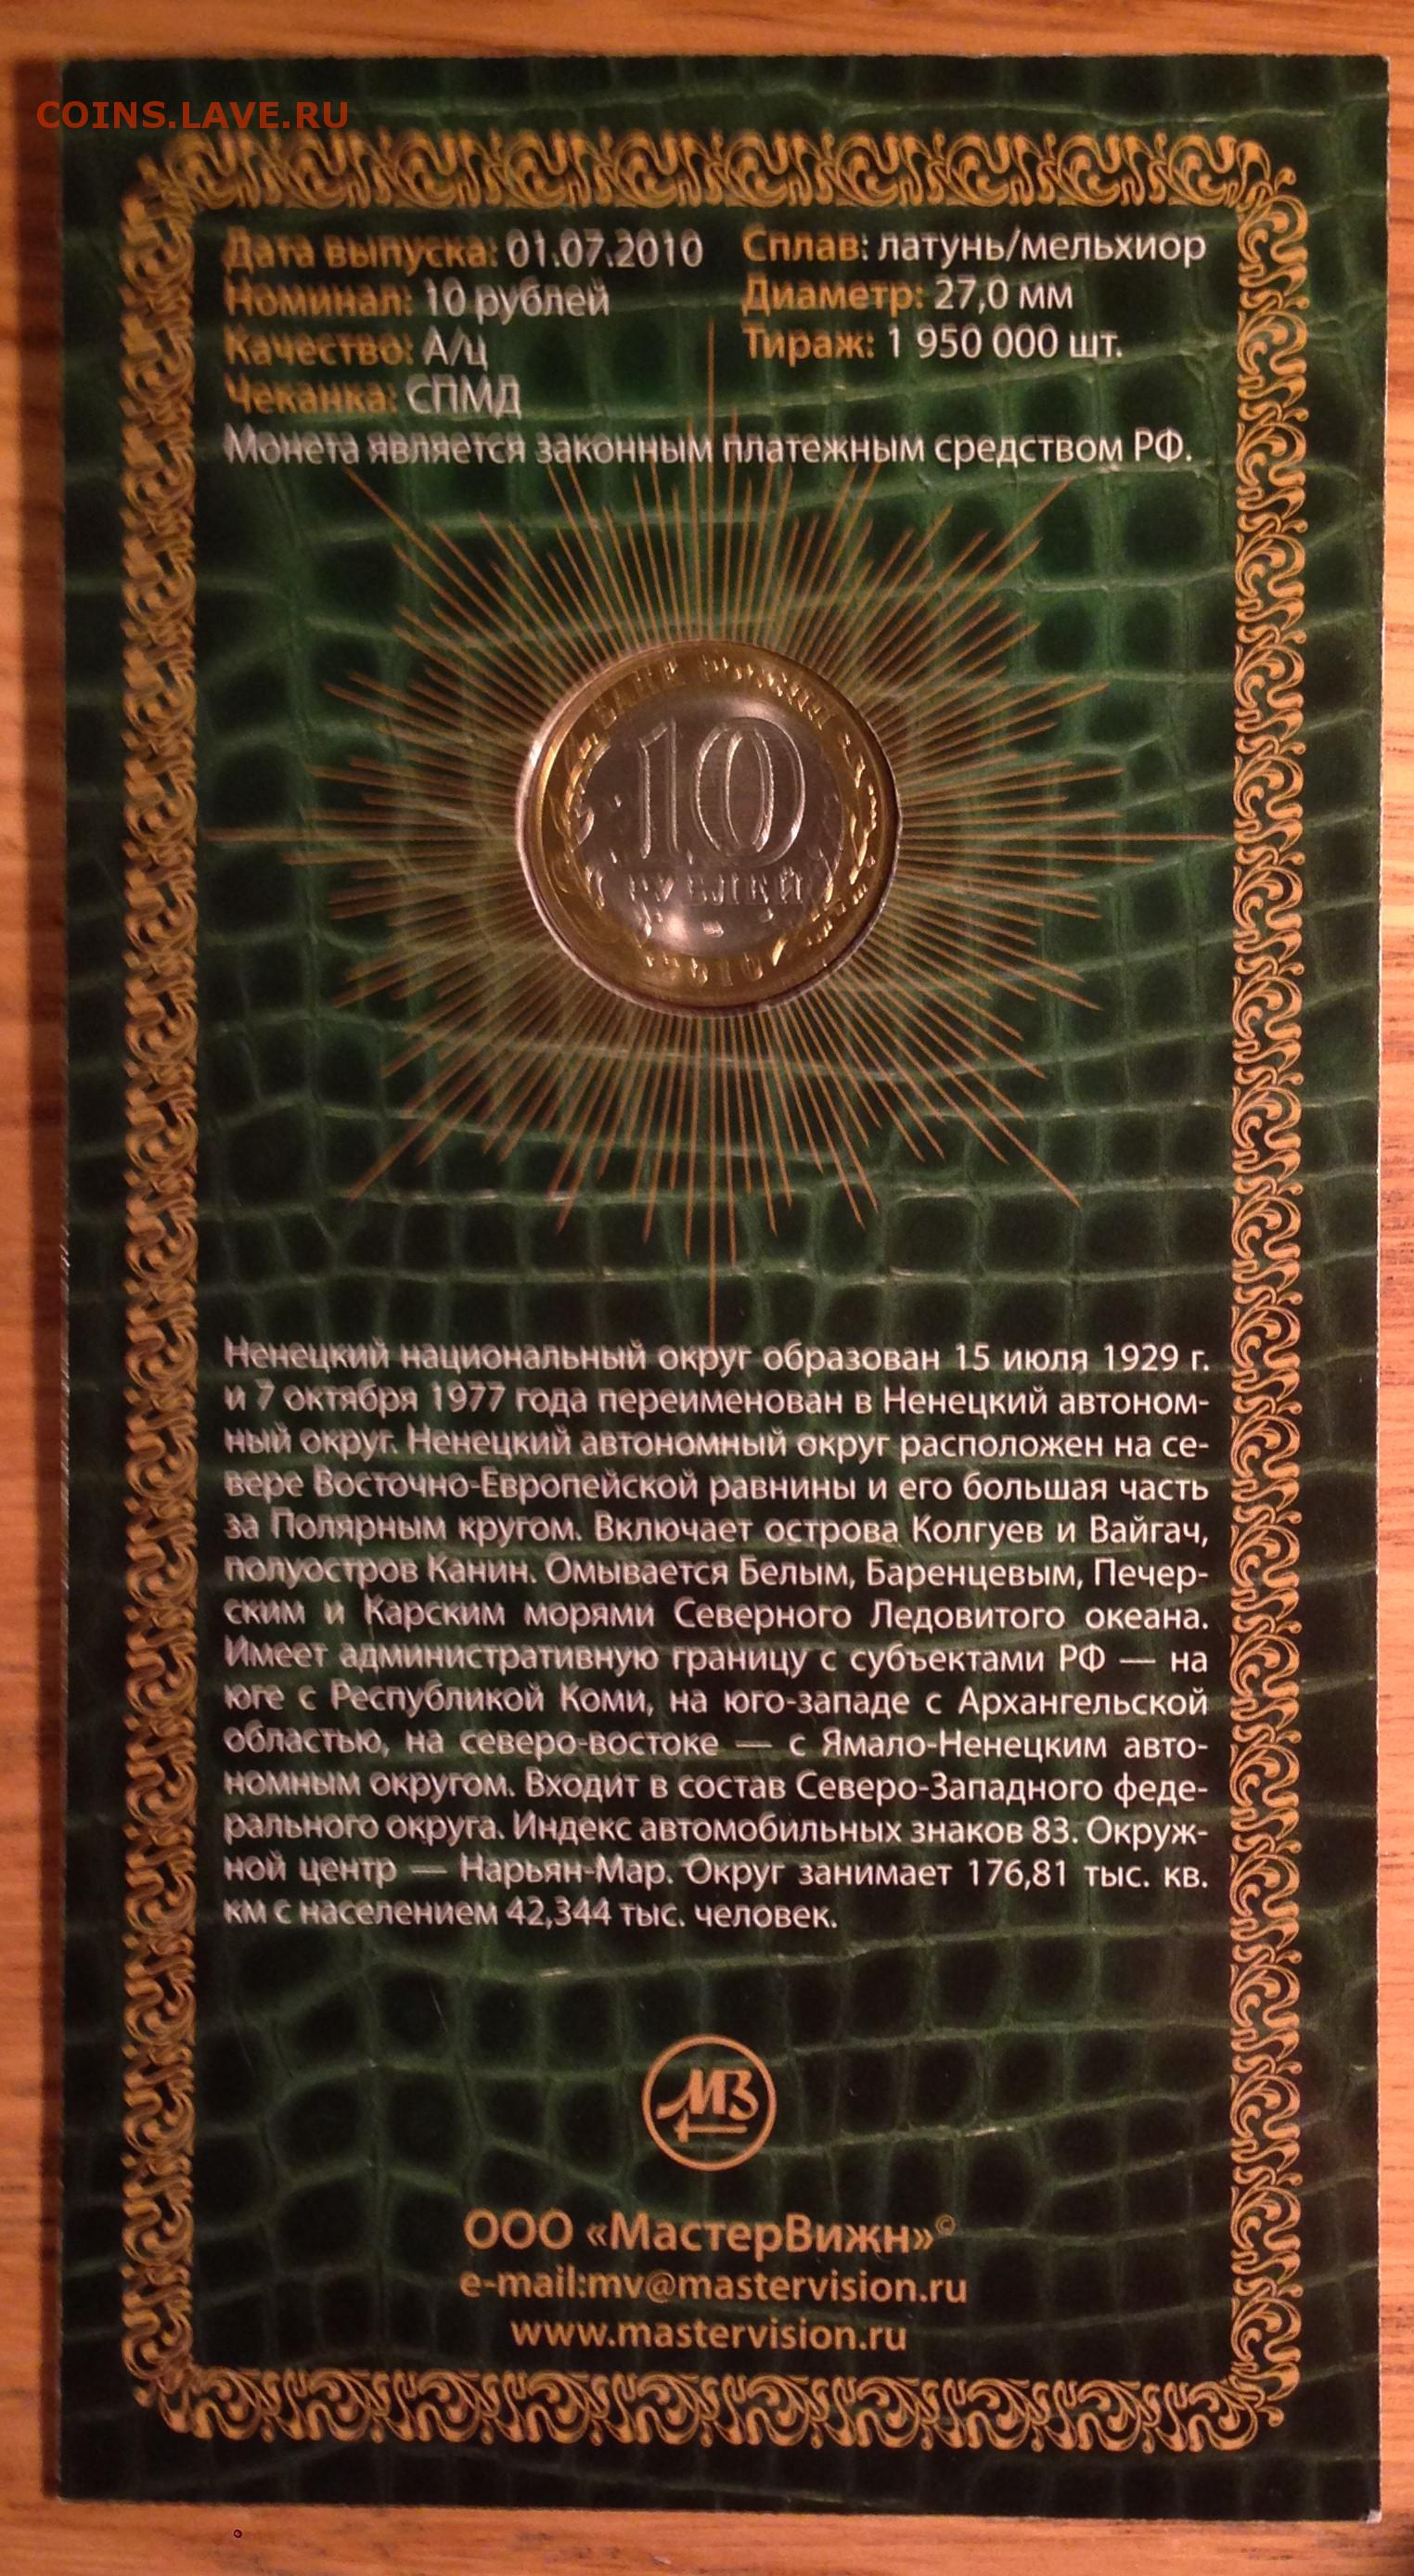 COINS.LAVE.RU
Дата выпуска: 01.07.2010
Номинал: 10 рублей
Качество: А/ц
Чеканка: СПМД
Сплав: латунь/мельхиор
Диаметр: 27,0 мм
Тираж: 1 950 000 шт.
Монета является законным платежным средством РФ.
БАНК РОССИИ
10
РУБЛЕЙ
2010
Ненецкий национальный округ образован 15 июля 1929 г.
и 7 октября 1977 года переименован в Ненецкий автоном-
ный округ. Ненецкий автономный округ расположен на се-
вере Восточно-Европейской равнины и его большая часть
за Полярным кругом. Включает острова Колгуев и Вайгач,
полуостров Канин. Омывается Белым, Баренцевым, Печер-
ским и Карским морями Северного Ледовитого океана.
Имеет административную границу с субъектами РФ — на
юге с Республикой Коми, на юго-западе с Архангельской
областью, на северо-востоке — с Ямало-Ненецким авто-
номным округом. Входит в состав Северо-Западного феде-
рального округа. Индекс автомобильных знаков 83. Окруж-
ной центр — Нарьян-Мар. Округ занимает 176,81 тыс. кв.
км с населением 42,344 тыс. человек.
МВ
ООО «МастерВижн»©
e-mail:mv@mastervision.ru
www.mastervision.ru